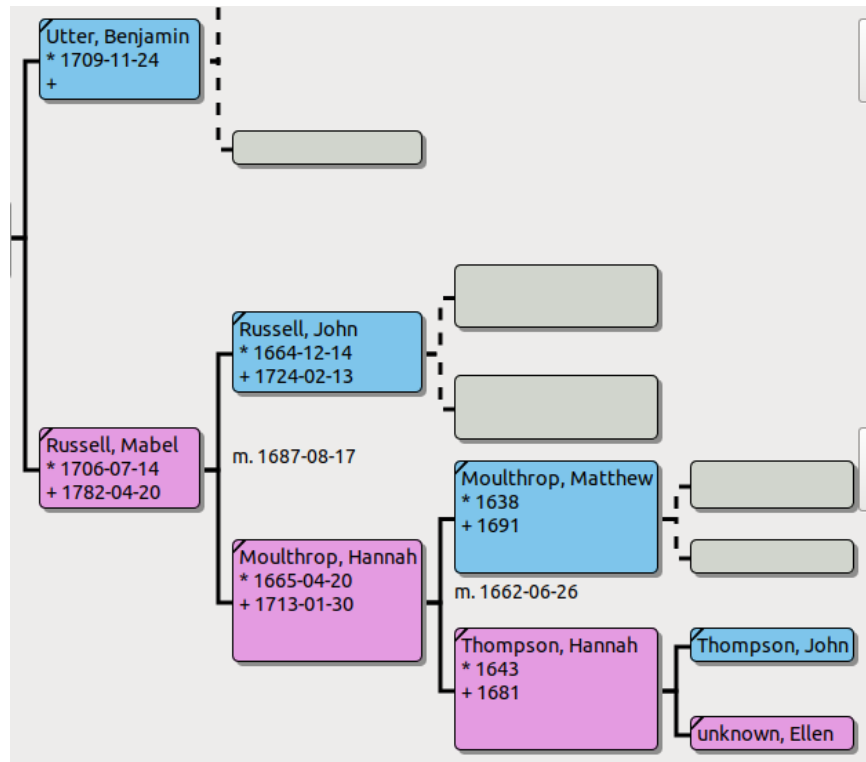 Utter, Benjamin
* 1709-11-24
+
Russell, John
* 1664-12-14
+ 1724-02-13
Russell, Mabel
* 1706-07-14
+ 1782-04-20
m. 1687-08-17
Moulthrop, Matthew
* 1638
+ 1691
Moulthrop, Hannah
* 1665-04-20
+ 1713-01-30
m. 1662-06-26
Thompson, Hannah
* 1643
+ 1681
Thompson, John
unknown, Ellen